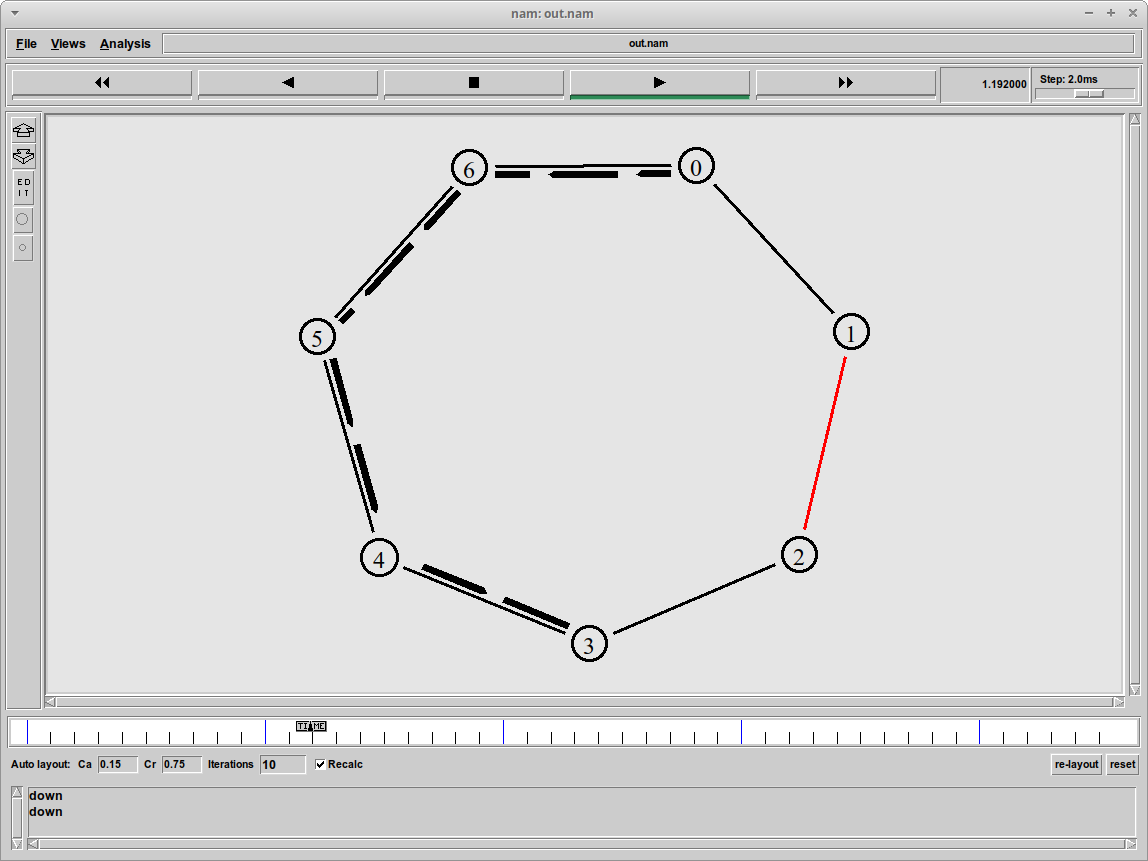 nam: out.nam
File Views Analysis out.nam
1.192000 Step: 2.0ms
ED
IT
6 0
5 1
4 2
3
TIME
Auto layout: Ca 0.15 Cr 0.75 Iterations 10 Recalc re-layout reset
down
down